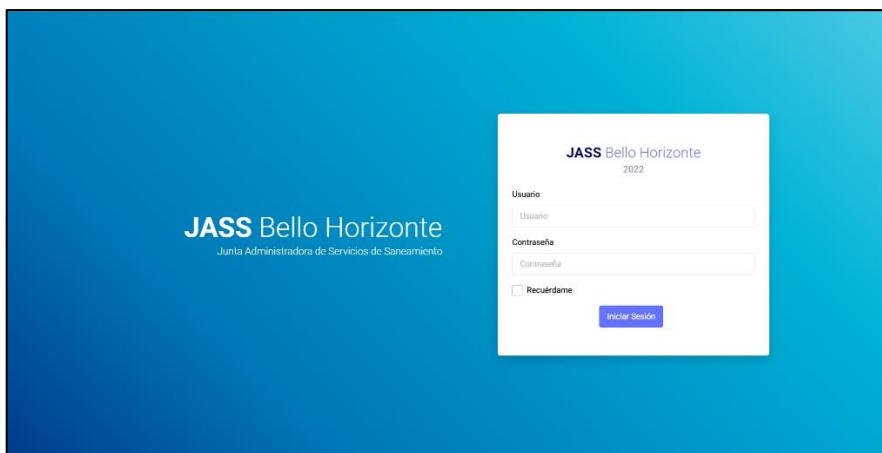 JASS Bello Horizonte
Junta Administradora de Servicios de Saneamiento
JASS Bello Horizonte
2022
Usuario
Usuario
Contraseña
Contraseña
Recuérdame
Iniciar Sesión